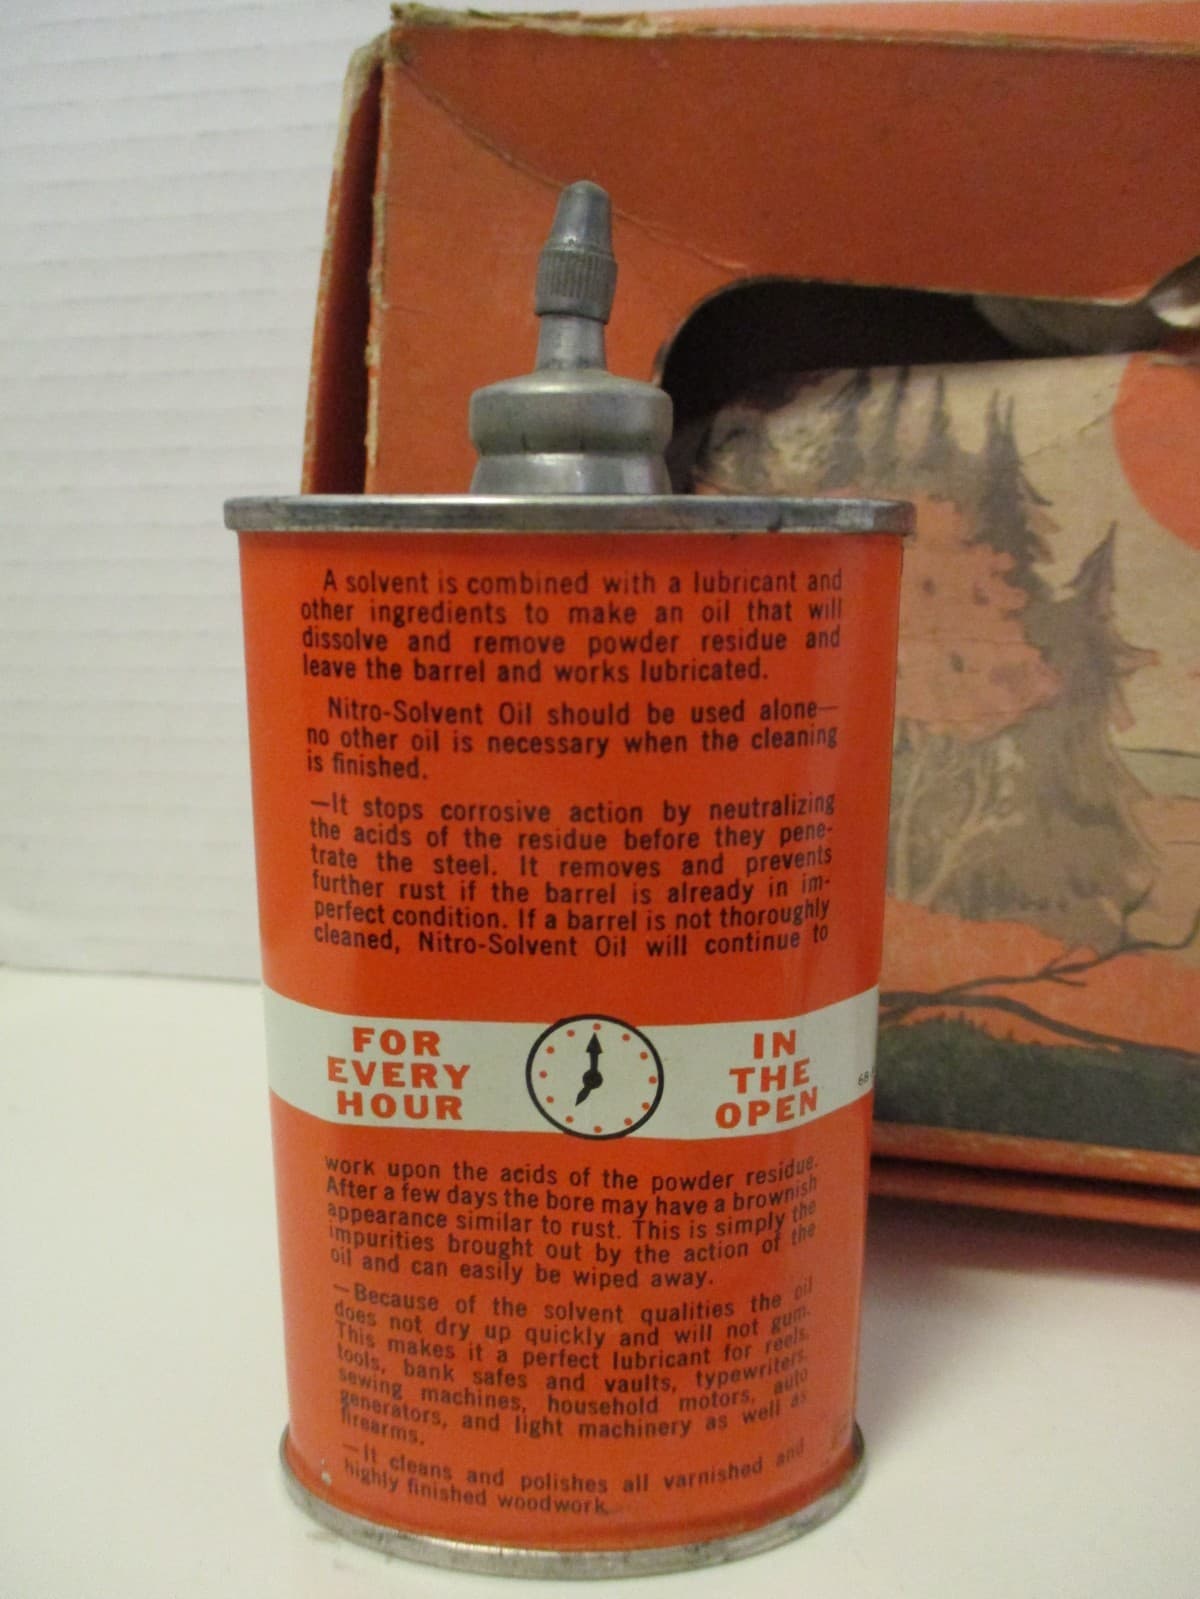 A solvent is combined with a lubricant and
other ingredients to make an oil that will
dissolve and remove powder residue and
leave the barrel and works lubricated.
Nitro-Solvent Oil should be used alone—
no other oil is necessary when the cleaning
is finished.
—It stops corrosive action by neutralizing
the acids of the residue before they pene-
trate the steel. It removes and prevents
further rust if the barrel is already in im-
perfect condition. If a barrel is not thoroughly
cleaned, Nitro-Solvent Oil will continue to
FOR
EVERY
HOUR
IN
THE
OPEN
68
work upon the acids of the powder residue.
After a few days the bore may have a brownish
appearance similar to rust. This is simply the
impurities brought out by the action of the
oil and can easily be wiped away.
—Because of the solvent qualities the oil
does not dry up quickly and will not gum.
This makes it a perfect lubricant for reels,
tools, bank safes and vaults, typewriters,
sewing machines, household motors, auto
generators, and light machinery as well as
firearms.
—It cleans and polishes all varnished and
highly finished woodwork.